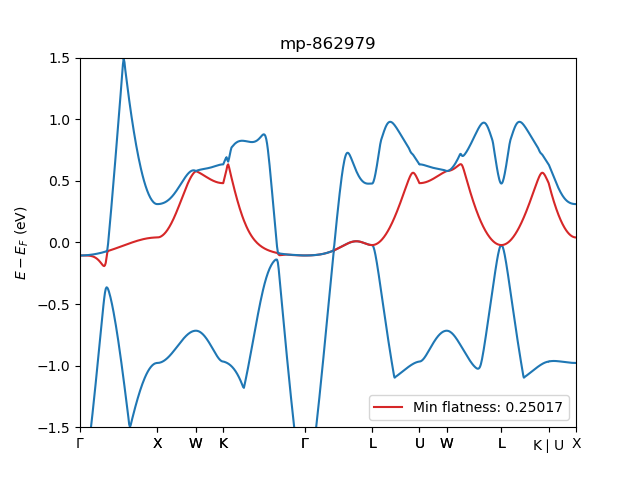 mp-862979
E − E_F (eV)
1.5
1.0
0.5
0.0
−0.5
−1.0
−1.5
Min flatness: 0.25017
Γ X W K Γ L U W L K | U X